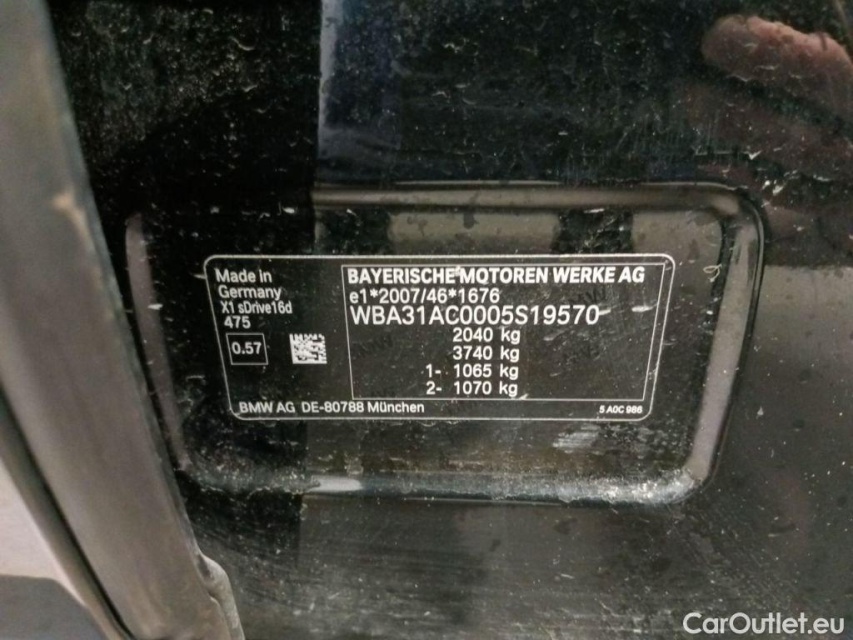 Made in
Germany
X1 sDrive16d
475
0.57
BAYERISCHE MOTOREN WERKE AG
e1*2007/46*1676
WBA31AC0005S19570
2040 kg
3740 kg
1- 1065 kg
2- 1070 kg
BMW AG DE-80788 München
5 A0C 986
CarOutlet.eu